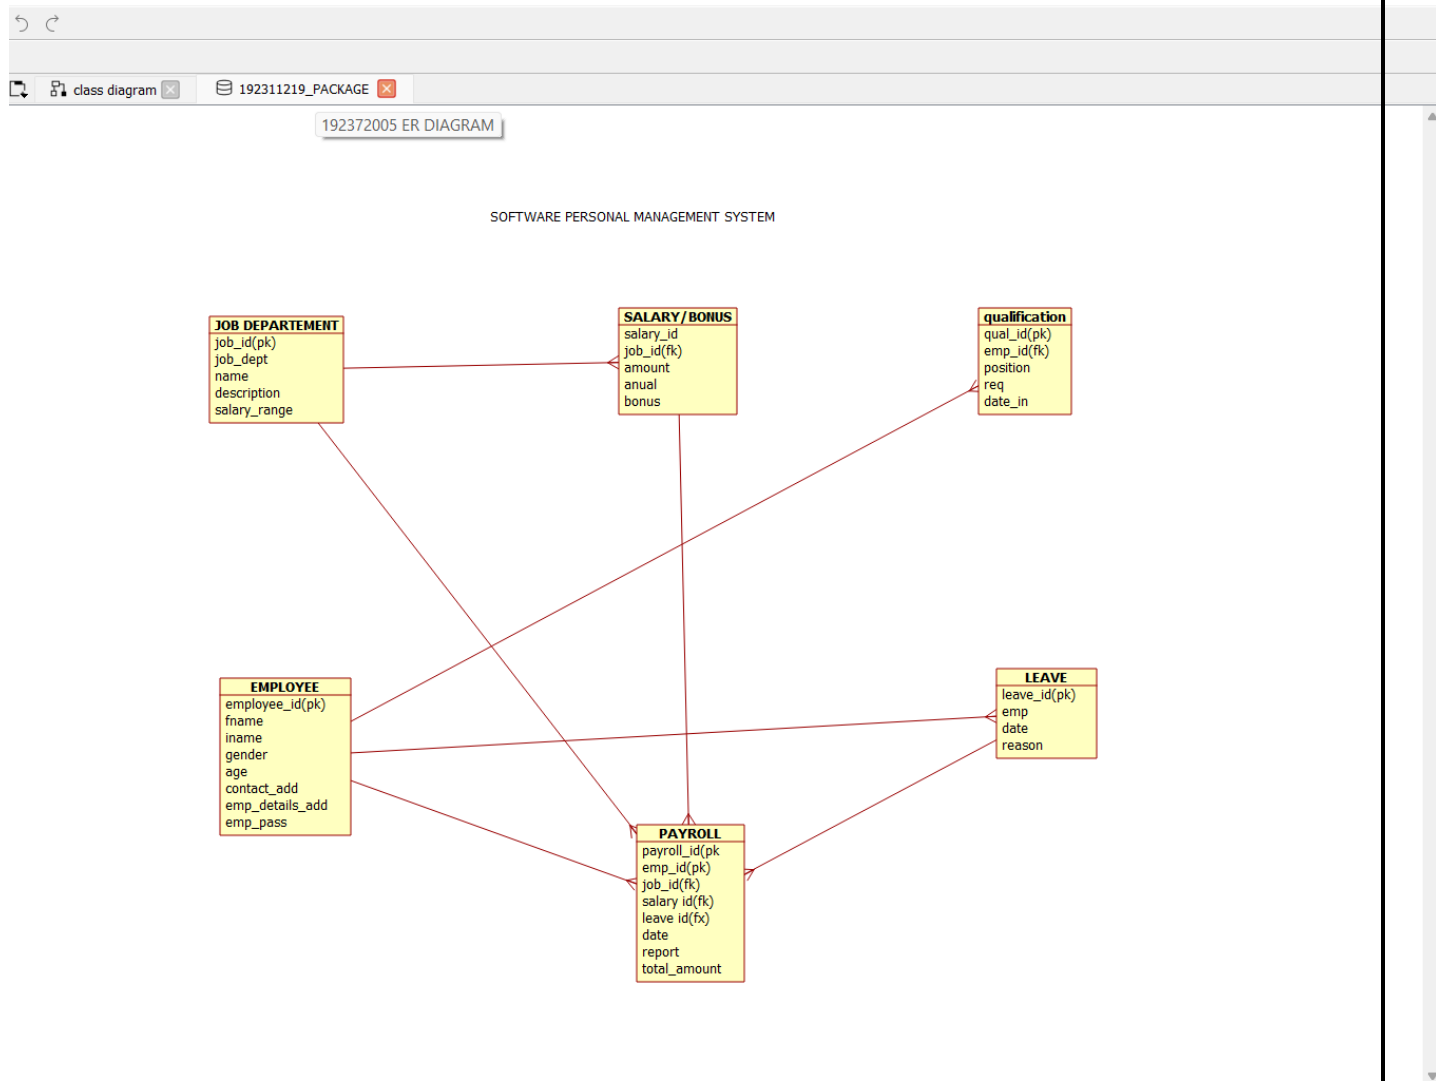 class diagram
192311219_PACKAGE
192372005 ER DIAGRAM
SOFTWARE PERSONAL MANAGEMENT SYSTEM
JOB DEPARTEMENT
job_id(pk)
job_dept
name
description
salary_range
SALARY/BONUS
salary_id
job_id(fk)
amount
anual
bonus
qualification
qual_id(pk)
emp_id(fk)
position
req
date_in
EMPLOYEE
employee_id(pk)
fname
iname
gender
age
contact_add
emp_details_add
emp_pass
LEAVE
leave_id(pk)
emp
date
reason
PAYROLL
payroll_id(pk
emp_id(pk)
job_id(fk)
salary id(fk)
leave id(fx)
date
report
total_amount